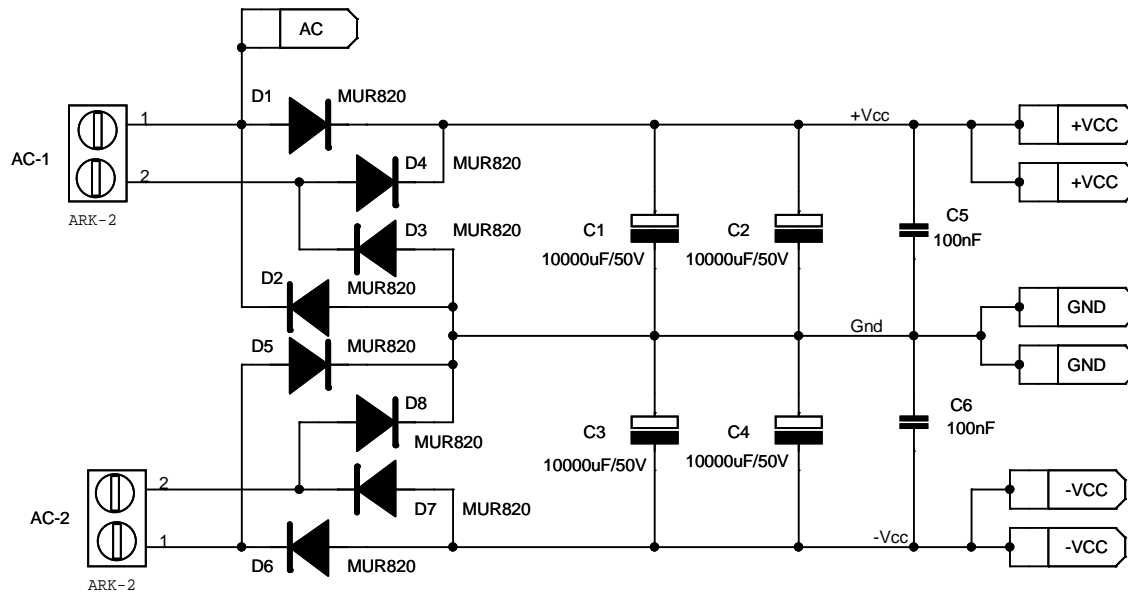 AC
D1 MUR820
1
+Vcc
+VCC
AC-1
D4
MUR820
2
+VCC
ARK-2
D3 MUR820
C1
C2
C5
100nF
10000uF/50V
10000uF/50V
D2
MUR820
GND
Gnd
D5 MUR820
GND
D8
MUR820
C3
C4
C6
100nF
10000uF/50V
10000uF/50V
2
-VCC
D7
MUR820
AC-2
1
-Vcc
-VCC
D6 MUR820
ARK-2